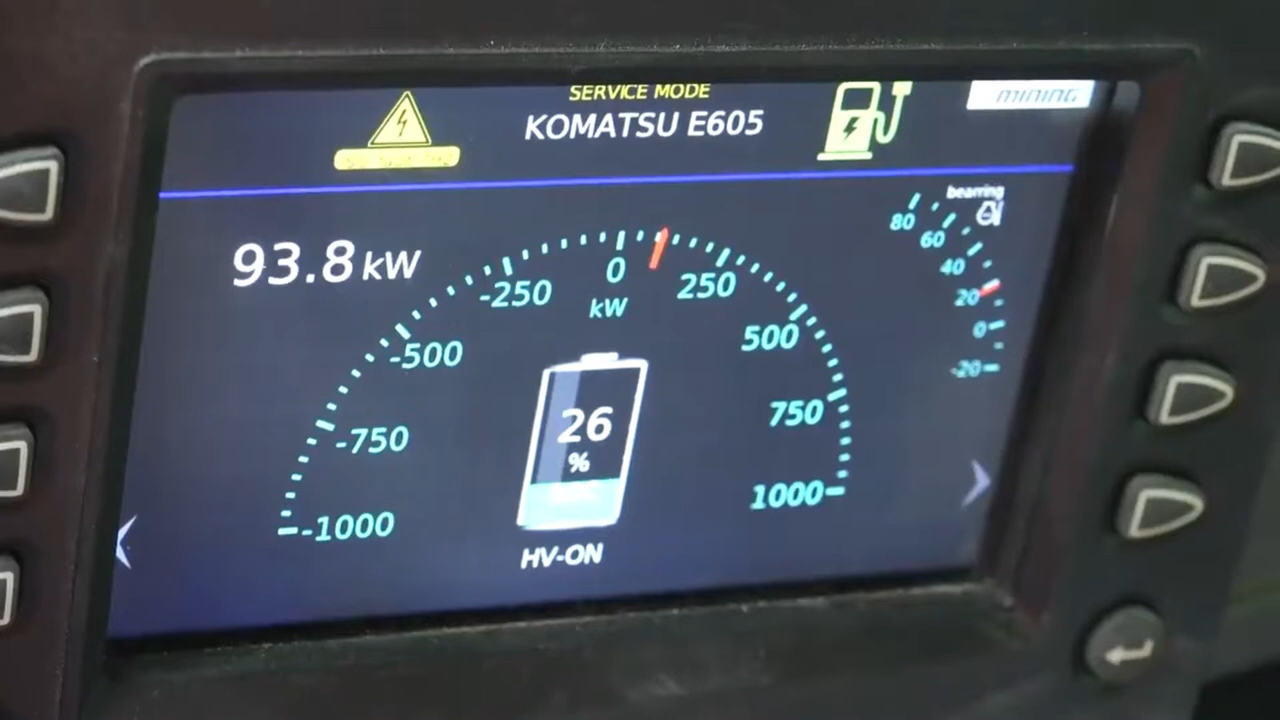 SERVICE MODE
KOMATSU E605
mining
93.8 kW
-1000
-750
-500
-250
0
250
500
750
1000
kW
26
%
HV-ON
bearring
80
60
40
20
0
-20